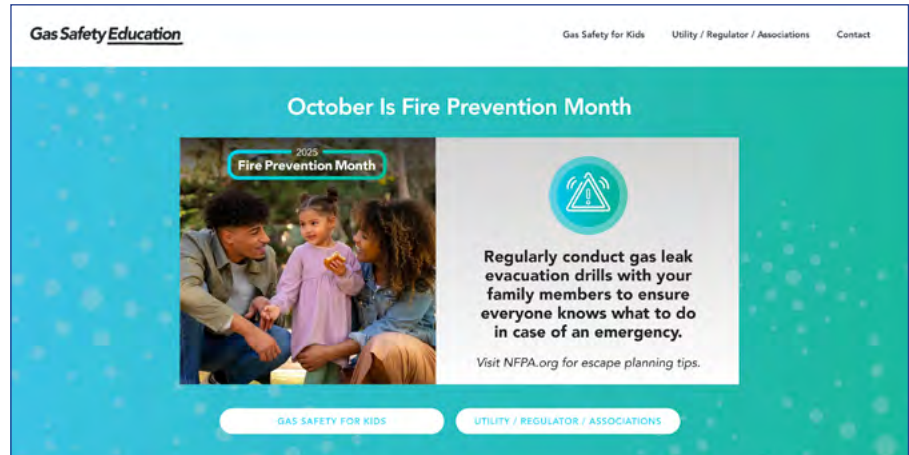 Gas Safety Education
Gas Safety for Kids Utility / Regulator / Associations Contact
October Is Fire Prevention Month
2025
Fire Prevention Month
Regularly conduct gas leak
evacuation drills with your
family members to ensure
everyone knows what to do
in case of an emergency.
Visit NFPA.org for escape planning tips.
GAS SAFETY FOR KIDS UTILITY / REGULATOR / ASSOCIATIONS